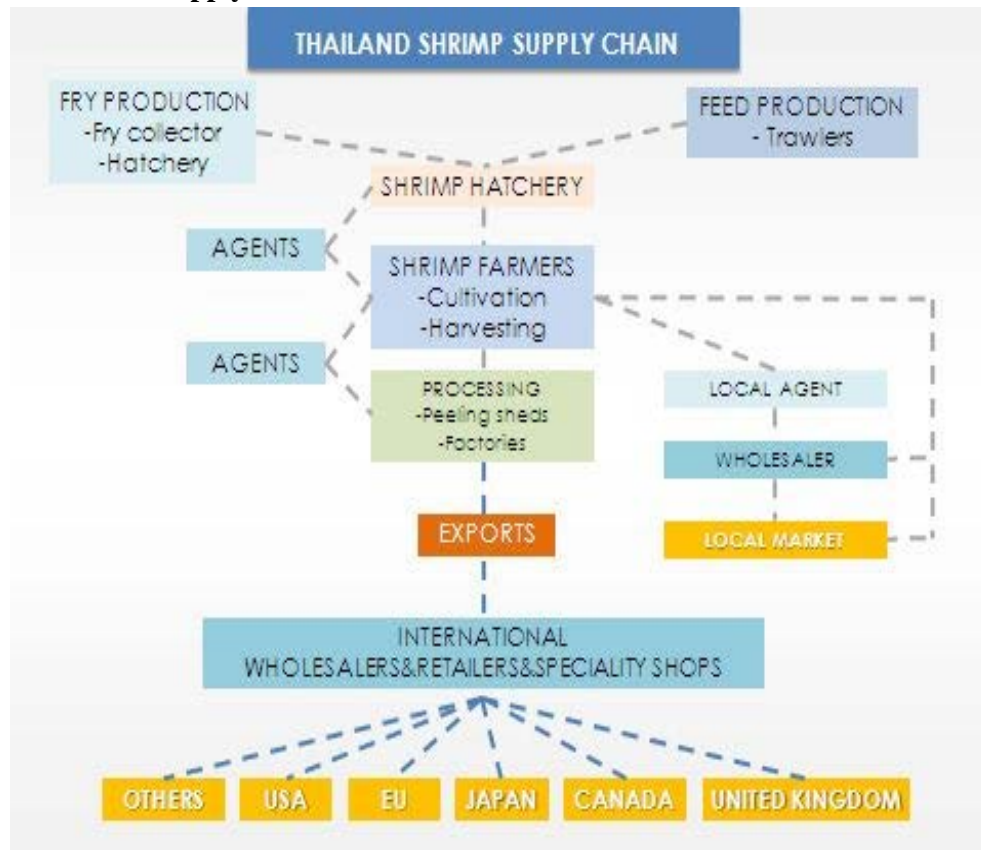 THAILAND SHRIMP SUPPLY CHAIN
FRY PRODUCTION
-Fry collector
-Hatchery
FEED PRODUCTION
- Trawlers
SHRIMP HATCHERY
AGENTS
SHRIMP FARMERS
-Cultivation
-Harvesting
AGENTS
PROCESSING
-Peeling sheds
-Factories
LOCAL AGENT
WHOLESALER
LOCAL MARKET
EXPORTS
INTERNATIONAL
WHOLESALERS&RETAILERS&SPECIALITY SHOPS
OTHERS
USA
EU
JAPAN
CANADA
UNITED KINGDOM